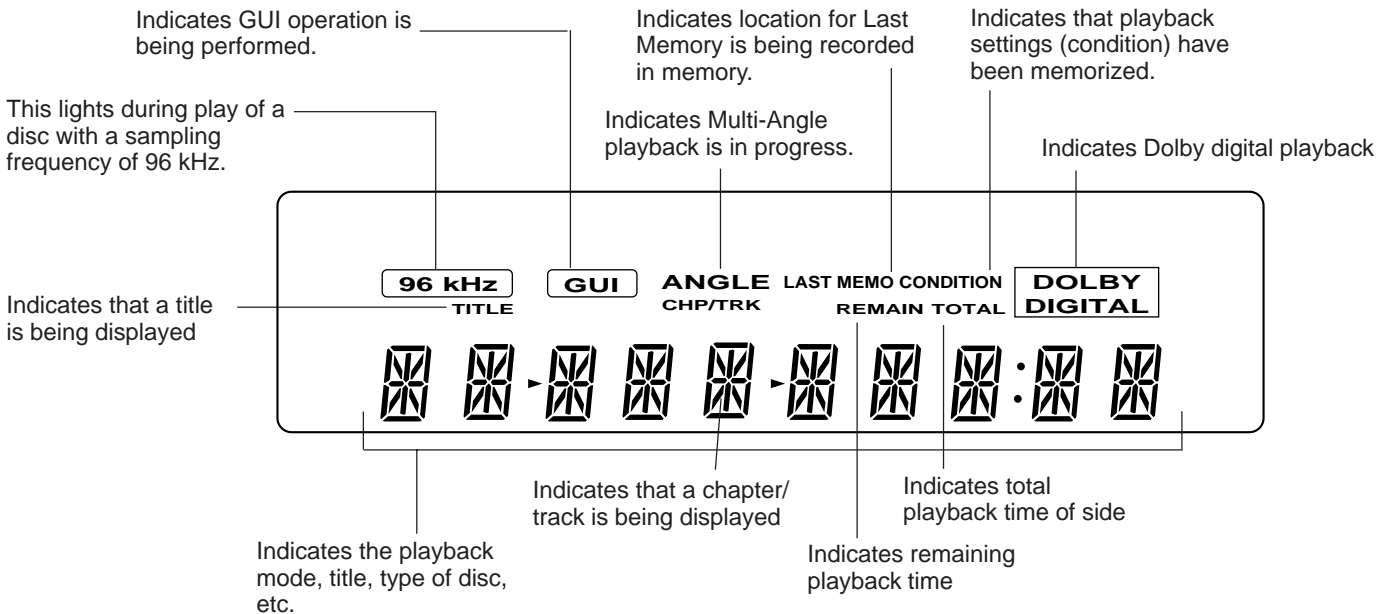 Indicates GUI operation is
being performed.
Indicates location for Last
Memory is being recorded
in memory.
Indicates that playback
settings (condition) have
been memorized.
This lights during play of a
disc with a sampling
frequency of 96 kHz.
Indicates Multi-Angle
playback is in progress.
Indicates Dolby digital playback
96 kHz
GUI
ANGLE
LAST MEMO CONDITION
DOLBY
DIGITAL
Indicates that a title
is being displayed
TITLE
CHP/TRK
REMAIN TOTAL
Indicates that a chapter/
track is being displayed
Indicates total
playback time of side
Indicates the playback
mode, title, type of disc,
etc.
Indicates remaining
playback time